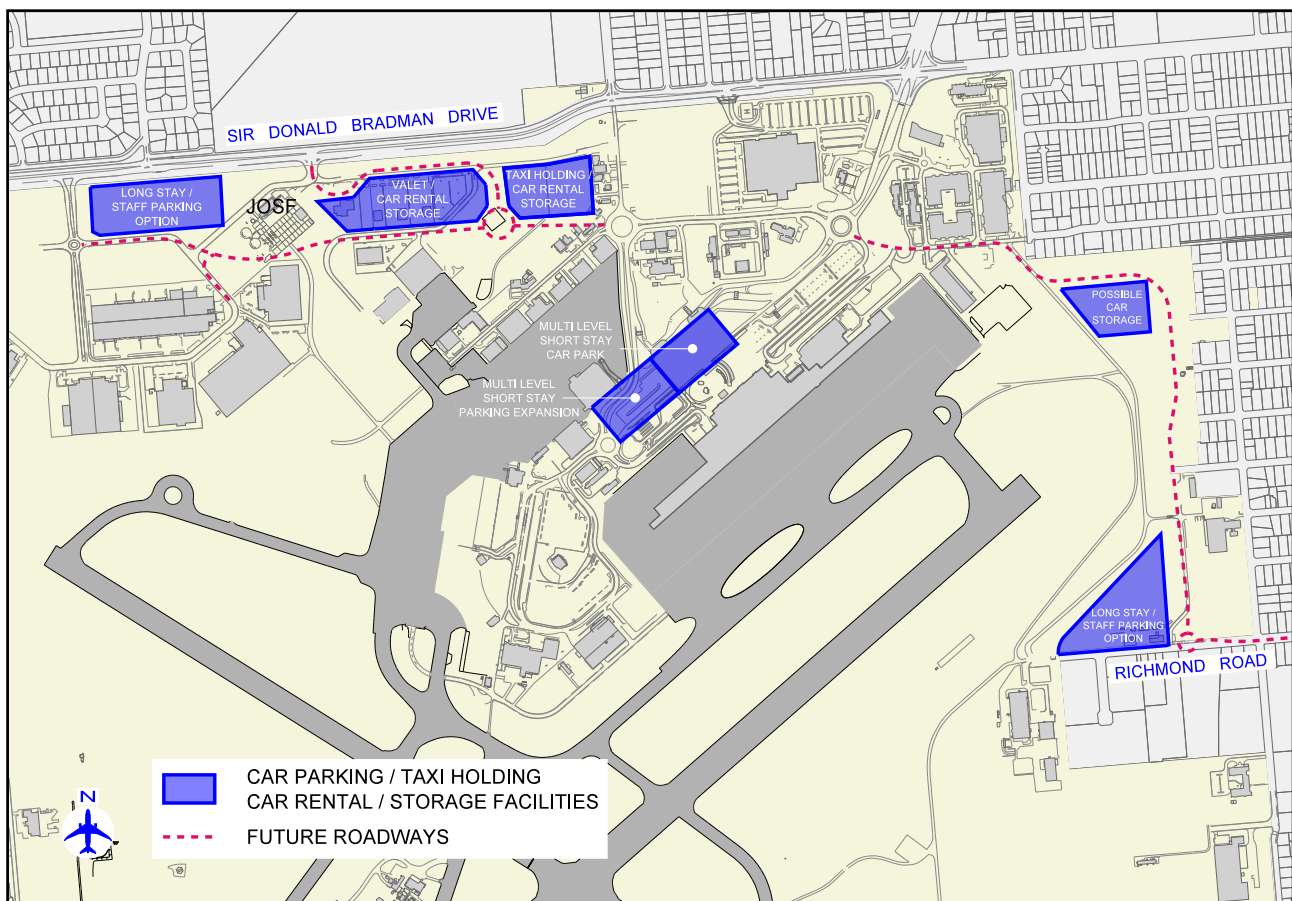 SIR DONALD BRADMAN DRIVE
LONG STAY /
STAFF PARKING
OPTION
JOSF
VALET /
CAR RENTAL
STORAGE
TAXI HOLDING /
CAR RENTAL
STORAGE
H
POSSIBLE
CAR
STORAGE
MULTI LEVEL
SHORT STAY
CAR PARK
MULTI LEVEL
SHORT STAY
PARKING EXPANSION
LONG STAY /
STAFF PARKING
OPTION
RICHMOND ROAD
CAR PARKING / TAXI HOLDING
CAR RENTAL / STORAGE FACILITIES
FUTURE ROADWAYS
N